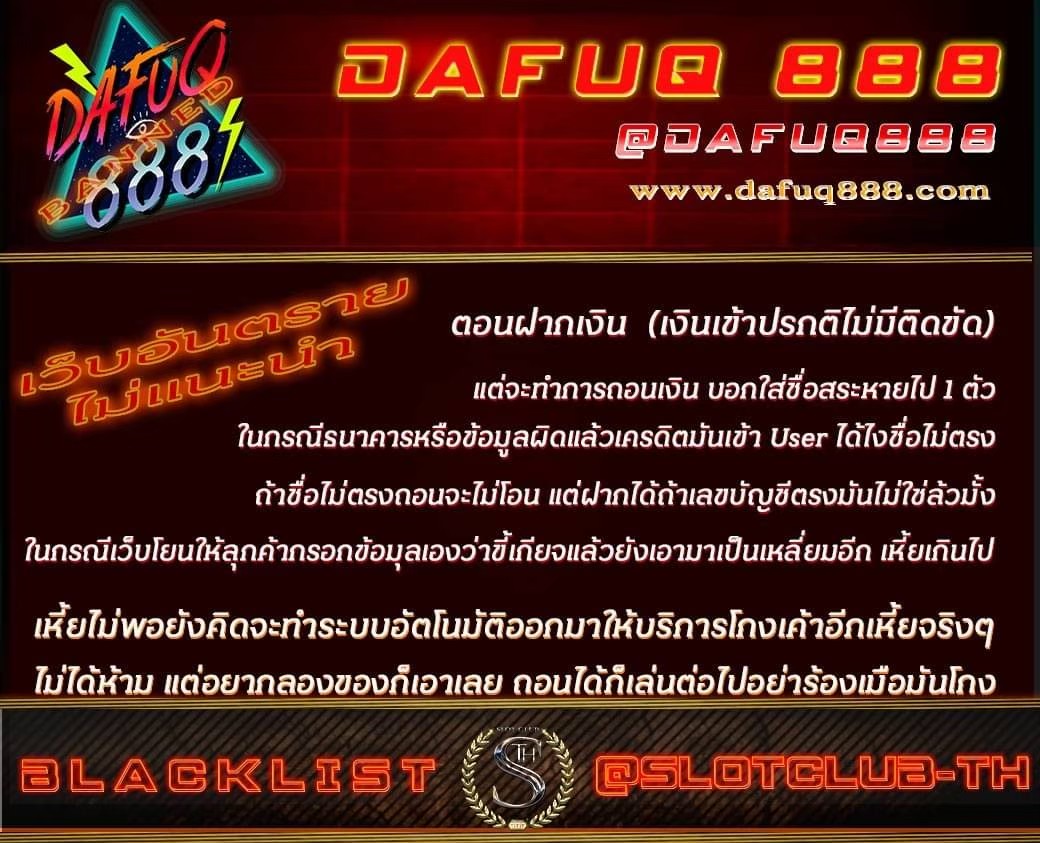 DAFUQ
888
BANNED
DAFUQ 888
@DAFUQ888
www.dafuq888.com
เว็บอันตราย
ไม่แนะนำ
ตอนฝากเงิน (เงินเข้าปรกติไม่มีติดขัด)
แต่จะทำการถอนเงิน บอกใส่ชื่อสระหายไป 1 ตัว
ในกรณีธนาคารหรือข้อมูลผิดแล้วเครดิตมันเข้า User ได้ไงชื่อไม่ตรง
ถ้าชื่อไม่ตรงถอนจะไม่โอน แต่ฝากได้ถ้าเลขบัญชีตรงมันไม่ใช่ล้วมั้ง
ในกรณีเว็บโยนให้ลุกค้ากรอกข้อมุลเองว่าขี้เกียจแล้วยังเอามาเป็นเหลี่ยมอีก เหี้ยเกินไป
เหี้ยไม่พอยังคิดจะทำระบบอัตโนมัติออกมาให้บริการโกงเค้าอีกเหี้ยจริงๆ
ไม่ได้ห้าม แต่อยากลองของก็เอาเลย ถอนได้ก็เล่นต่อไปอย่าร้องเมื่อมันโกง
BLACKLIST
SLOTCLUB
TH
S
@SLOTCLUB-TH